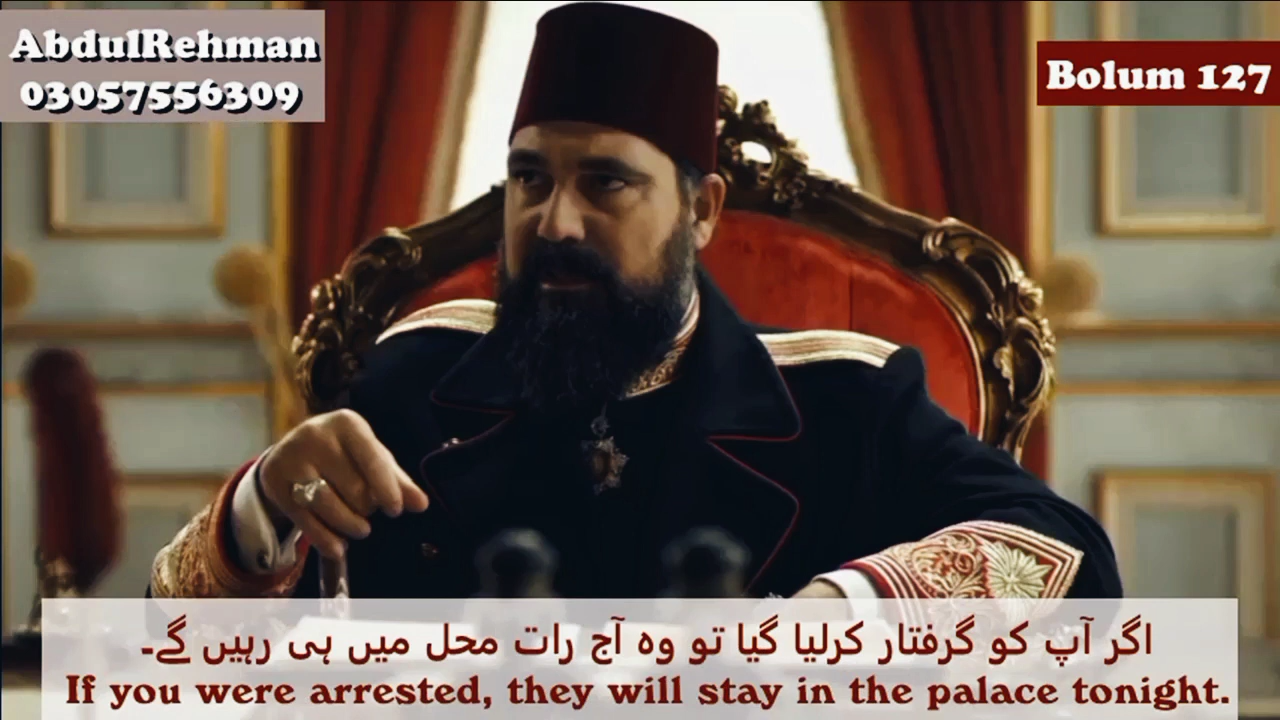 AbdulRehman
03057556309
Bolum 127
اگر آپ کو گرفتار کرلیا گیا تو وہ آج رات محل میں ہی رہیں گے۔
If you were arrested, they will stay in the palace tonight.